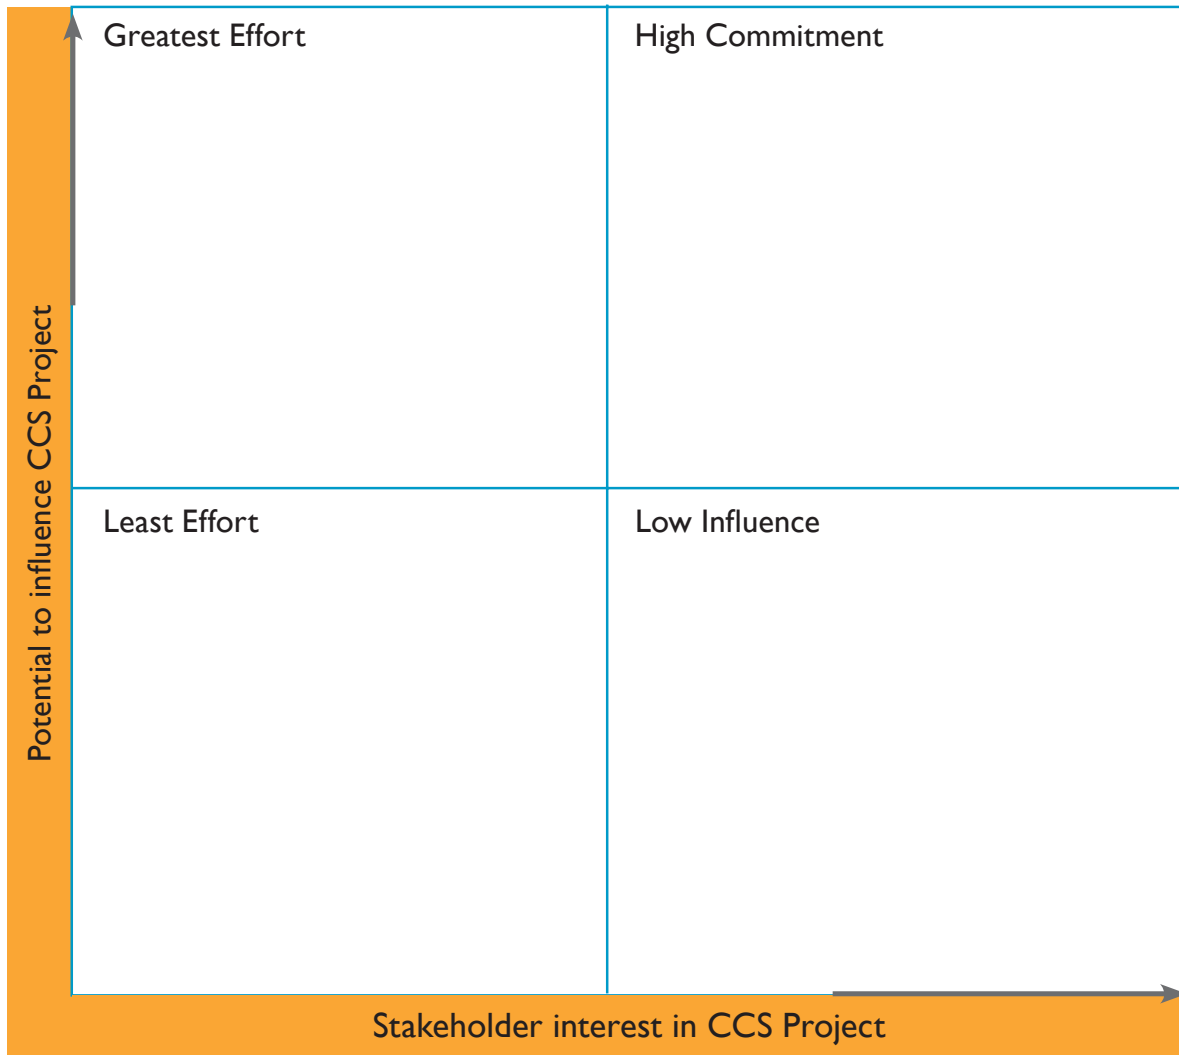 Greatest Effort
High Commitment
Potential to influence CCS Project
Least Effort
Low Influence
Stakeholder interest in CCS Project